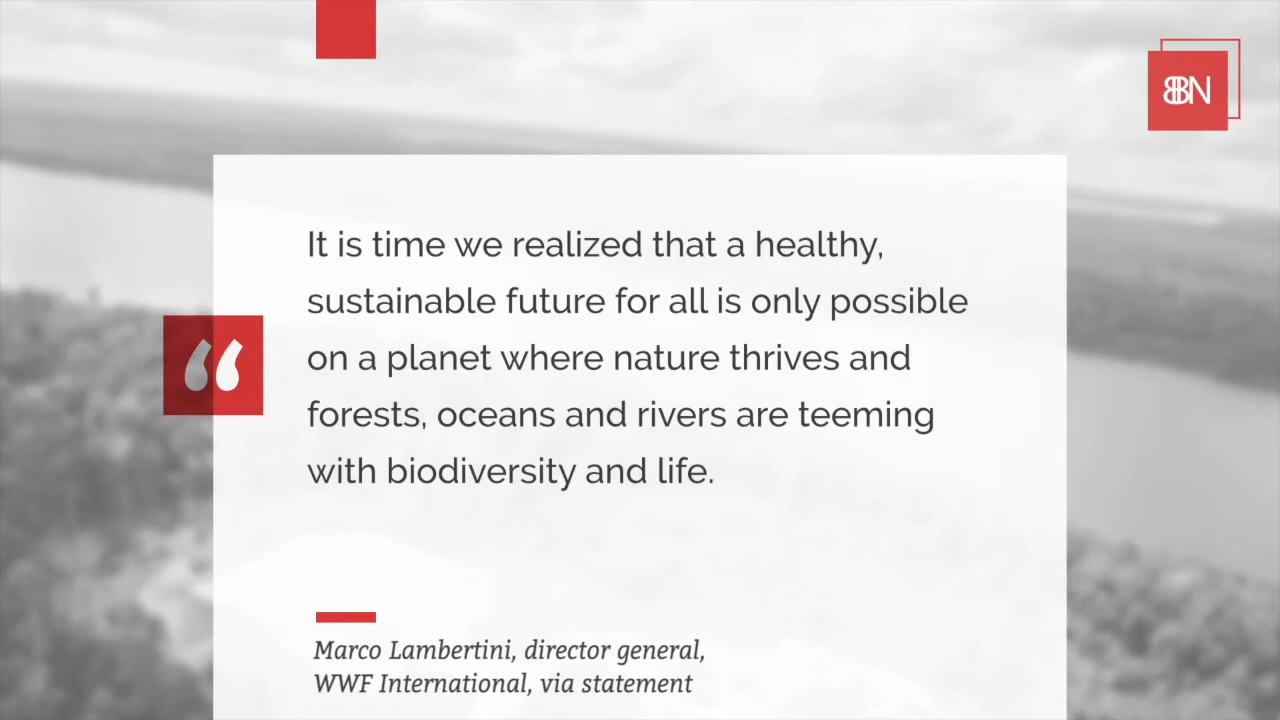 BBN
It is time we realized that a healthy,
sustainable future for all is only possible
on a planet where nature thrives and
forests, oceans and rivers are teeming
with biodiversity and life.
Marco Lambertini, director general,
WWF International, via statement